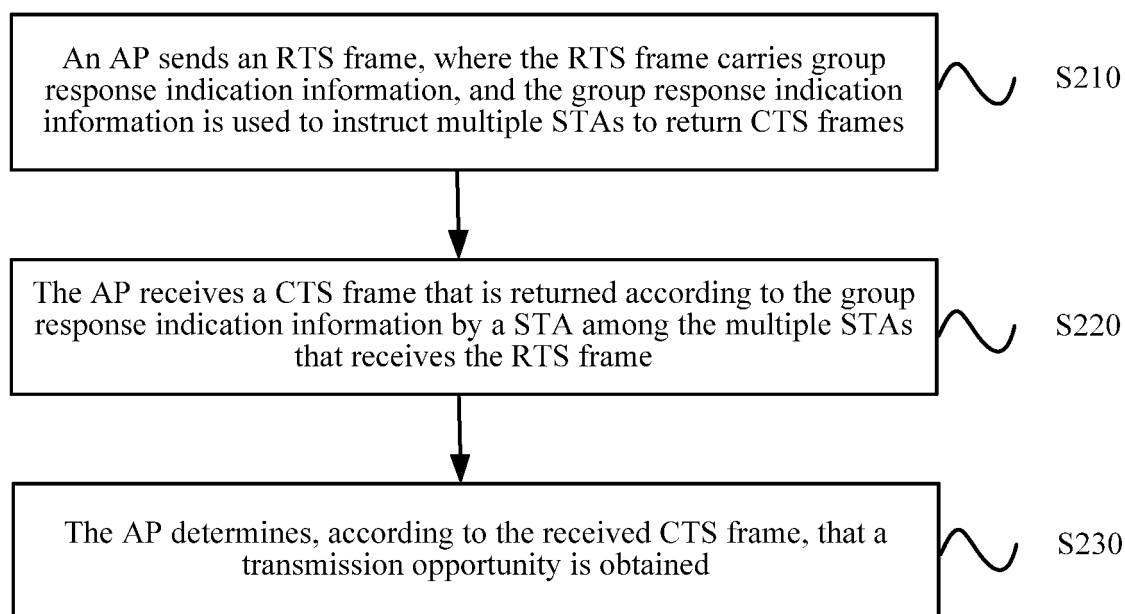 An AP sends an RTS frame, where the RTS frame carries group
response indication information, and the group response indication
information is used to instruct multiple STAs to return CTS frames
S210
The AP receives a CTS frame that is returned according to the group
response indication information by a STA among the multiple STAs
that receives the RTS frame
S220
The AP determines, according to the received CTS frame, that a
transmission opportunity is obtained
S230